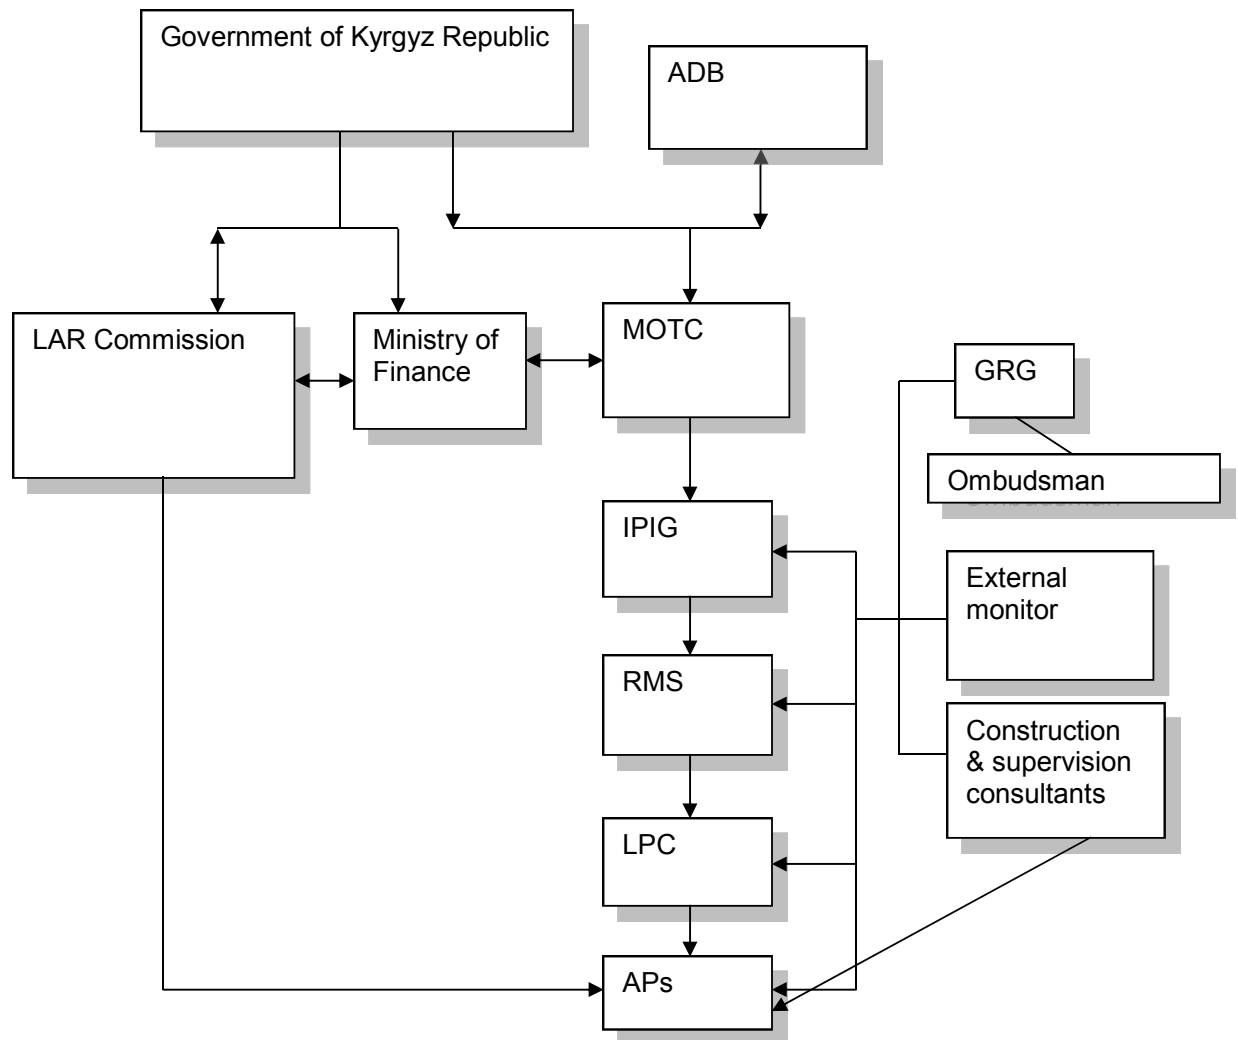 Government of Kyrgyz Republic
ADB
LAR Commission
Ministry of
Finance
MOTC
GRG
Ombudsman
IPIG
External
monitor
RMS
Construction
& supervision
consultants
LPC
APs